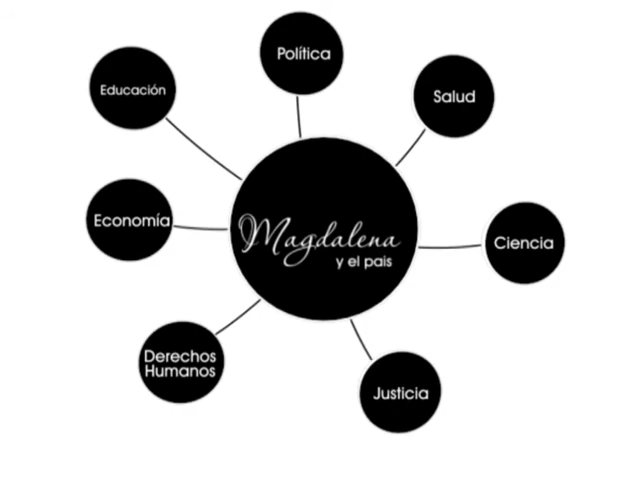 Política
Educación
Salud
Economía
Magdalena
y el pais
Ciencia
Derechos
Humanos
Justicia